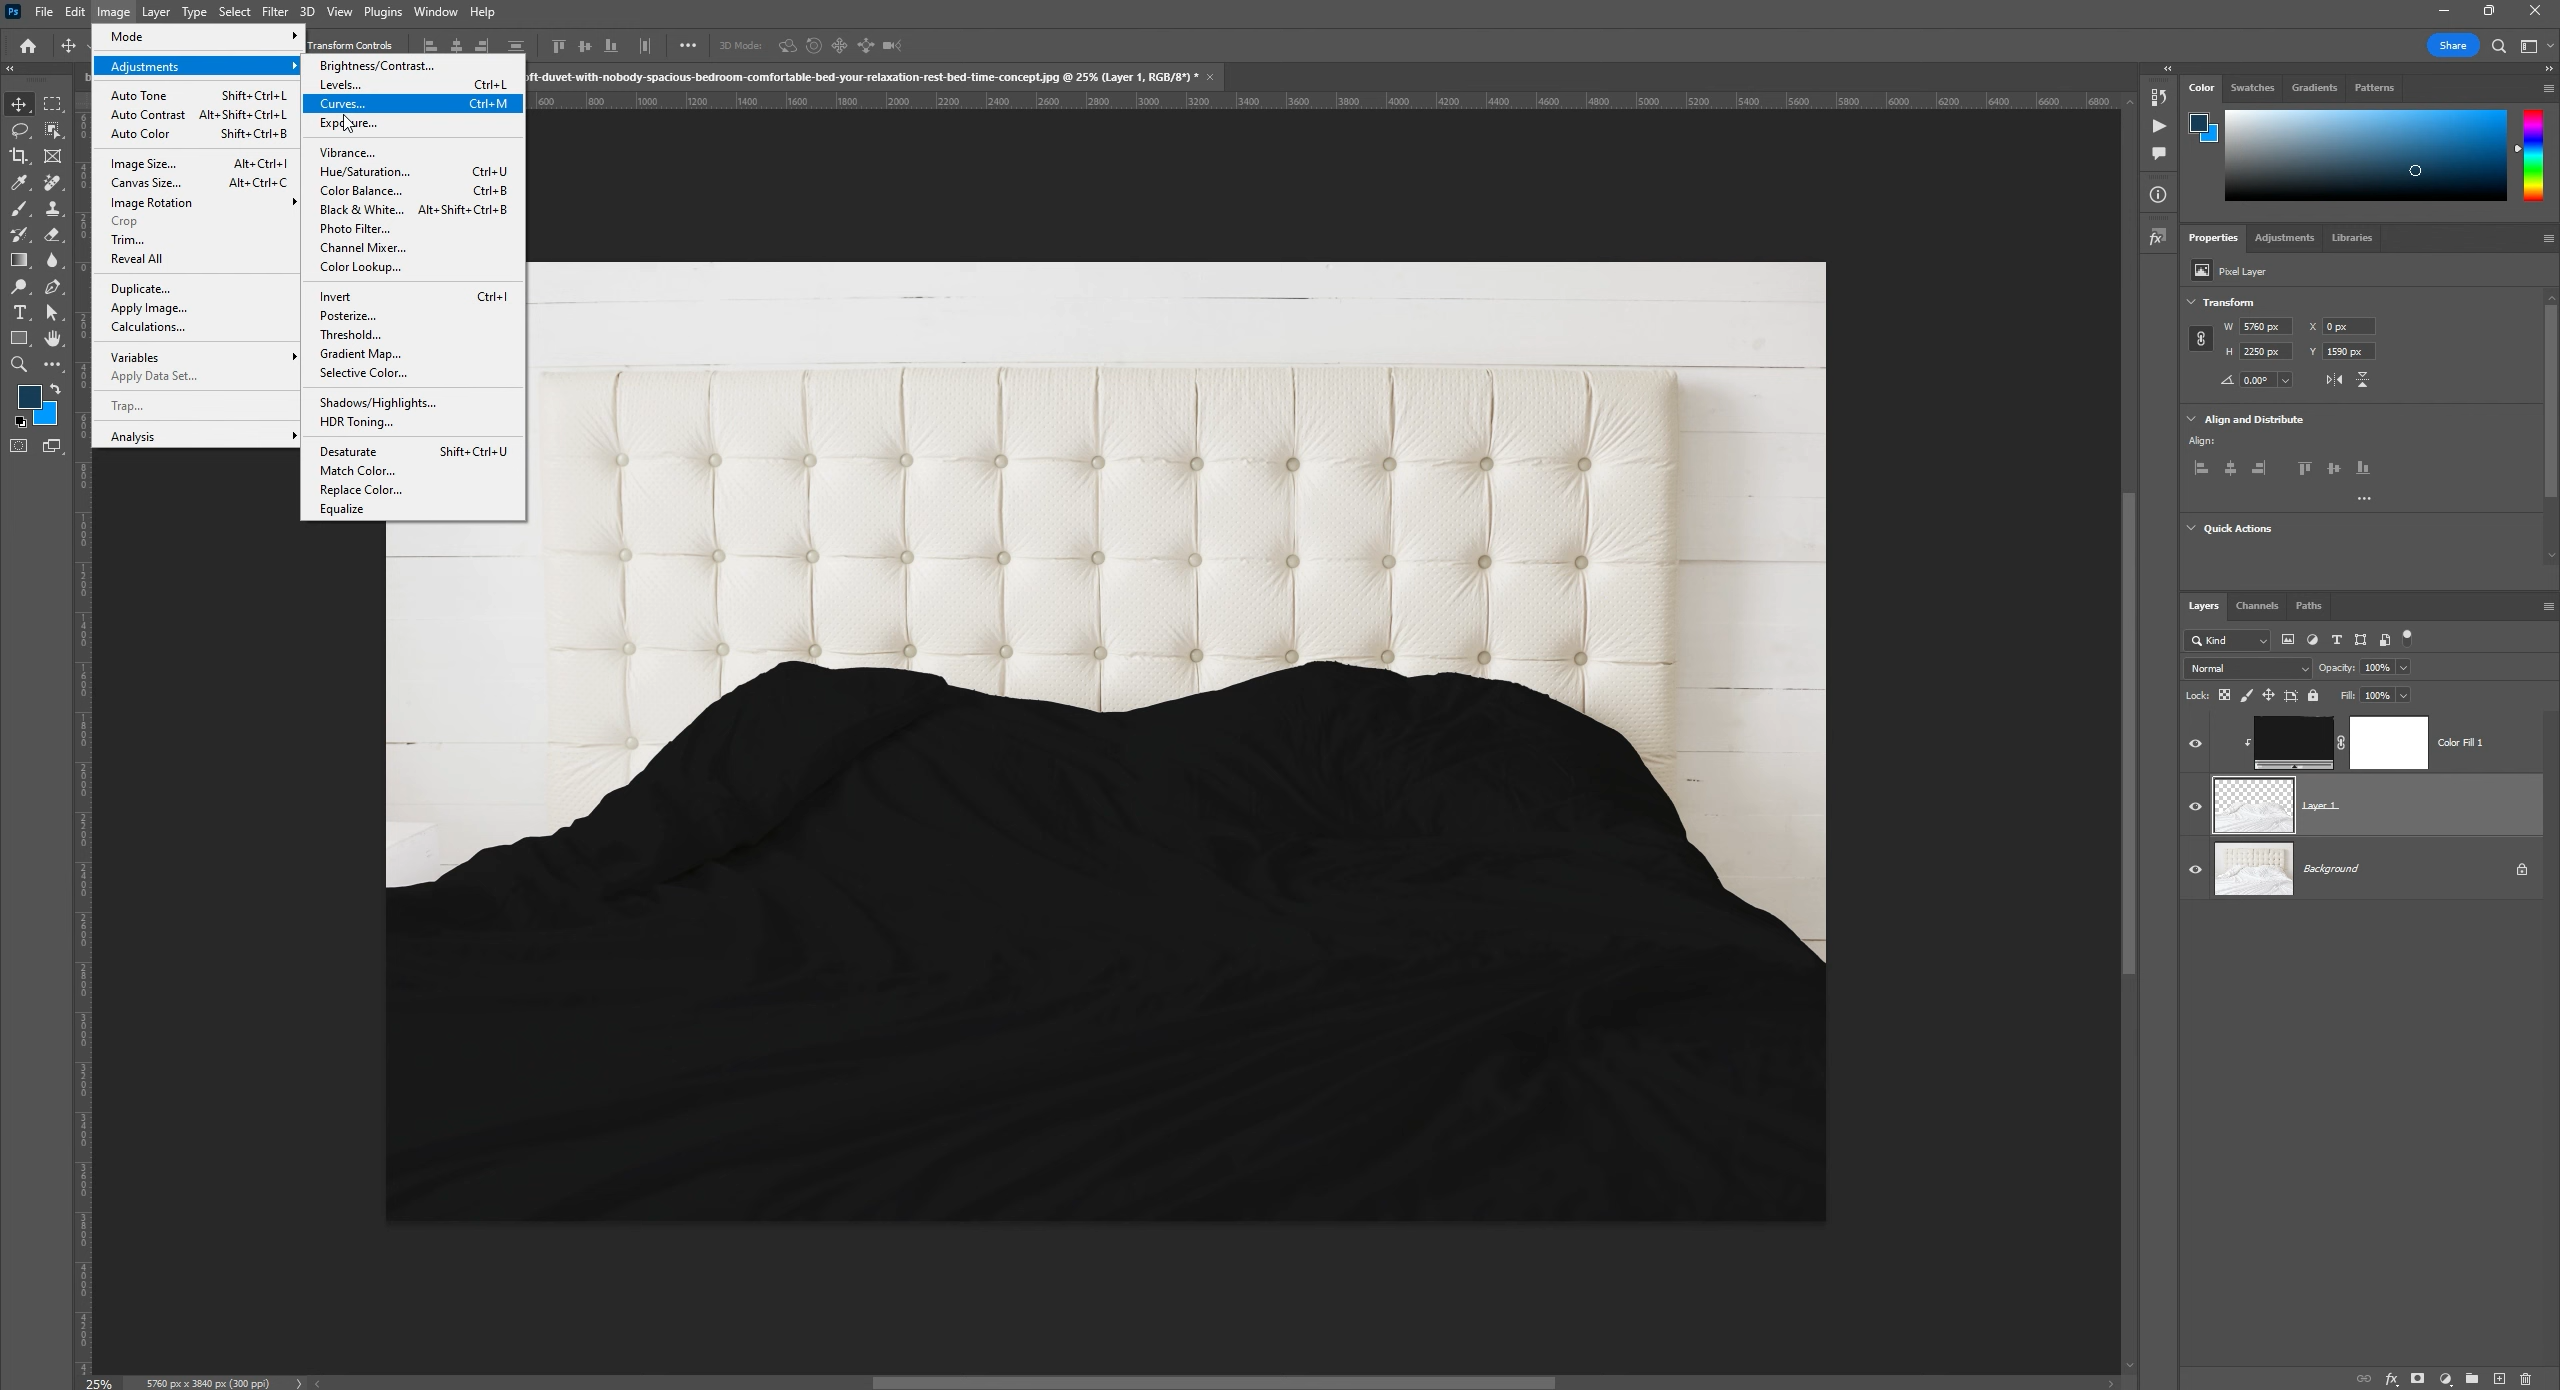 Ps File Edit Image Layer Type Select Filter 3D View Plugins Window Help
Transform Controls
3D Mode:
Share
oft-duvet-with-nobody-spacious-bedroom-comfortable-bed-your-relaxation-rest-bed-time-concept.jpg @ 25% (Layer 1, RGB/8*) *
600 800 1000 1200 1400 1600 1800 2000 2200 2400 2600 2800 3000 3200 3400 3600 3800 4000 4200 4400 4600 4800 5000 5200 5400 5600 5800 6000 6200 6400 6600 6800
Mode
Adjustments
Auto Tone Shift+Ctrl+L
Auto Contrast Alt+Shift+Ctrl+L
Auto Color Shift+Ctrl+B
Image Size... Alt+Ctrl+I
Canvas Size... Alt+Ctrl+C
Image Rotation
Crop
Trim...
Reveal All
Duplicate...
Apply Image...
Calculations...
Variables
Apply Data Set...
Trap...
Analysis
Brightness/Contrast...
Levels... Ctrl+L
Curves... Ctrl+M
Vibrance...
Hue/Saturation... Ctrl+U
Color Balance... Ctrl+B
Black & White... Alt+Shift+Ctrl+B
Photo Filter...
Channel Mixer...
Color Lookup...
Invert Ctrl+I
Posterize...
Threshold...
Gradient Map...
Selective Color...
Shadows/Highlights...
HDR Toning...
Desaturate Shift+Ctrl+U
Match Color...
Replace Color...
Equalize
Color Swatches Gradients Patterns
Properties Adjustments Libraries
Pixel Layer
Transform
W 5760 px X 0 px
H 2250 px Y 1590 px
0.00°
Align and Distribute
Align:
Quick Actions
Layers Channels Paths
Kind
Normal Opacity: 100%
Lock: Fill: 100%
Color Fill 1
Layer 1
Background
25% 5760 px x 3840 px (300 ppi)